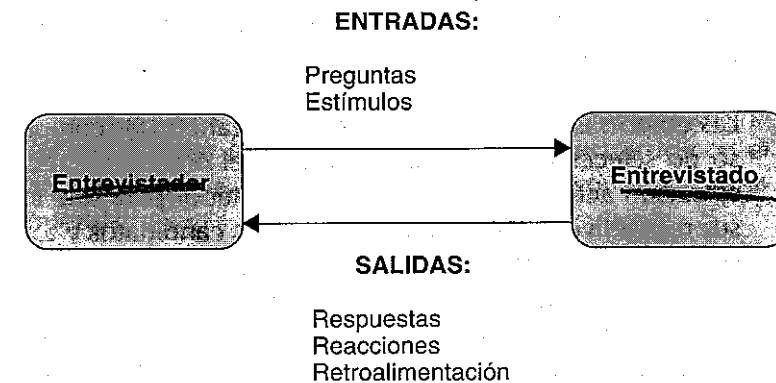 ENTRADAS:
Preguntas
Estímulos
Entrevistador
Entrevistado
SALIDAS:
Respuestas
Reacciones
Retroalimentación